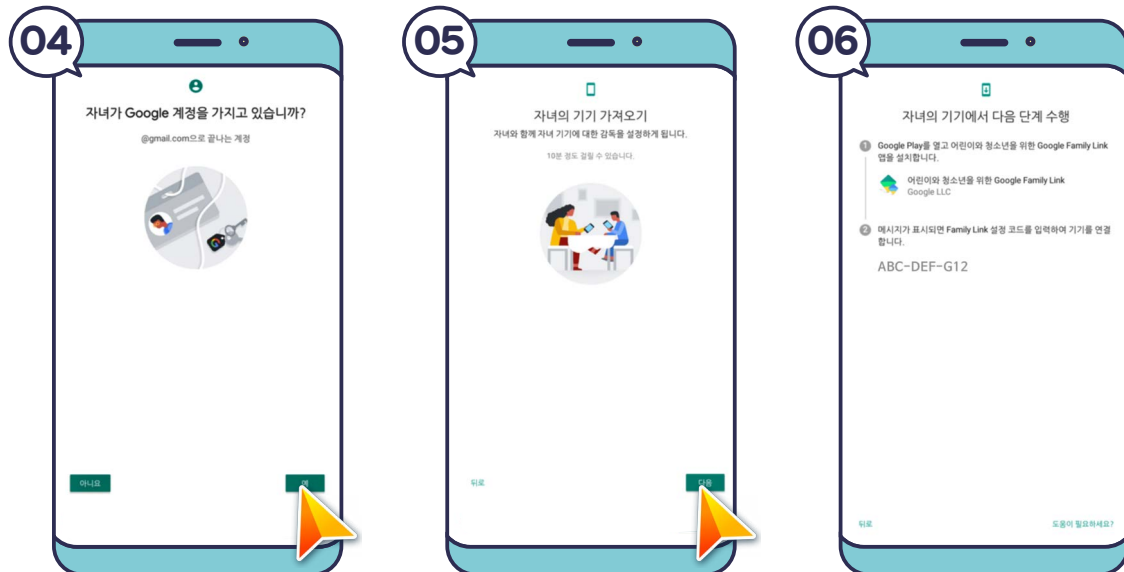 04
자녀가 Google 계정을 가지고 있습니까?
@gmail.com으로 끝나는 계정
아니요
예
05
자녀의 기기 가져오기
자녀와 함께 자녀 기기에 대한 감독을 설정하게 됩니다.
10분 정도 걸릴 수 있습니다.
뒤로
다음
06
자녀의 기기에서 다음 단계 수행
1 Google Play를 열고 어린이와 청소년을 위한 Google Family Link
앱을 설치합니다.
어린이와 청소년을 위한 Google Family Link
Google LLC
2 메시지가 표시되면 Family Link 설정 코드를 입력하여 기기를 연결
합니다.
ABC-DEF-G12
뒤로
도움이 필요하세요?